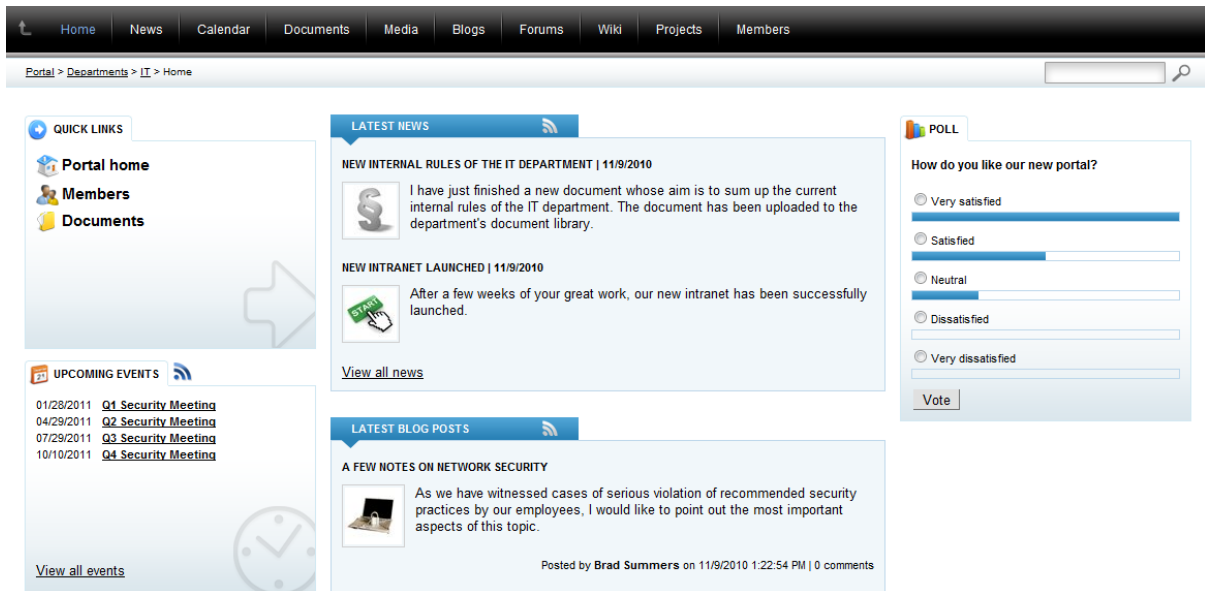 Home News Calendar Documents Media Blogs Forums Wiki Projects Members
Portal > Departments > IT > Home
QUICK LINKS
Portal home
Members
Documents
UPCOMING EVENTS
01/28/2011 Q1 Security Meeting
04/29/2011 Q2 Security Meeting
07/29/2011 Q3 Security Meeting
10/10/2011 Q4 Security Meeting
View all events
LATEST NEWS
NEW INTERNAL RULES OF THE IT DEPARTMENT | 11/9/2010
I have just finished a new document whose aim is to sum up the current
internal rules of the IT department. The document has been uploaded to the
department's document library.
NEW INTRANET LAUNCHED | 11/9/2010
START
After a few weeks of your great work, our new intranet has been successfully
launched.
View all news
LATEST BLOG POSTS
A FEW NOTES ON NETWORK SECURITY
As we have witnessed cases of serious violation of recommended security
practices by our employees, I would like to point out the most important
aspects of this topic.
Posted by Brad Summers on 11/9/2010 1:22:54 PM | 0 comments
POLL
How do you like our new portal?
Very satisfied
Satisfied
Neutral
Dissatisfied
Very dissatisfied
Vote